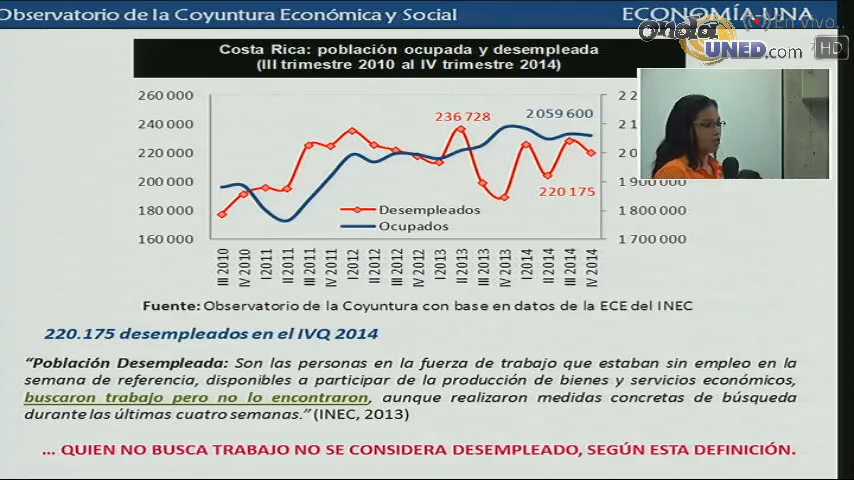 Observatorio de la Coyuntura Económica y Social
ECONOMÍA-UNA
En Vivo..
Onda UNED.com
HD
Costa Rica: población ocupada y desempleada
(III trimestre 2010 al IV trimestre 2014)
260 000
240 000
220 000
200 000
180 000
160 000
236 728
2 059 600
220 175
Desempleados
Ocupados
1 900 000
1 800 000
1 700 000
III 2010
IV 2010
I 2011
II 2011
III 2011
IV 2011
I 2012
II 2012
III 2012
IV 2012
I 2013
II 2013
III 2013
IV 2013
I 2014
II 2014
III 2014
IV 2014
Fuente: Observatorio de la Coyuntura con base en datos de la ECE del INEC
220.175 desempleados en el IVQ 2014
“Población Desempleada: Son las personas en la fuerza de trabajo que estaban sin empleo en la
semana de referencia, disponibles a participar de la producción de bienes y servicios económicos,
buscaron trabajo pero no lo encontraron, aunque realizaron medidas concretas de búsqueda
durante las últimas cuatro semanas.” (INEC, 2013)
... QUIEN NO BUSCA TRABAJO NO SE CONSIDERA DESEMPLEADO, SEGÚN ESTA DEFINICIÓN.